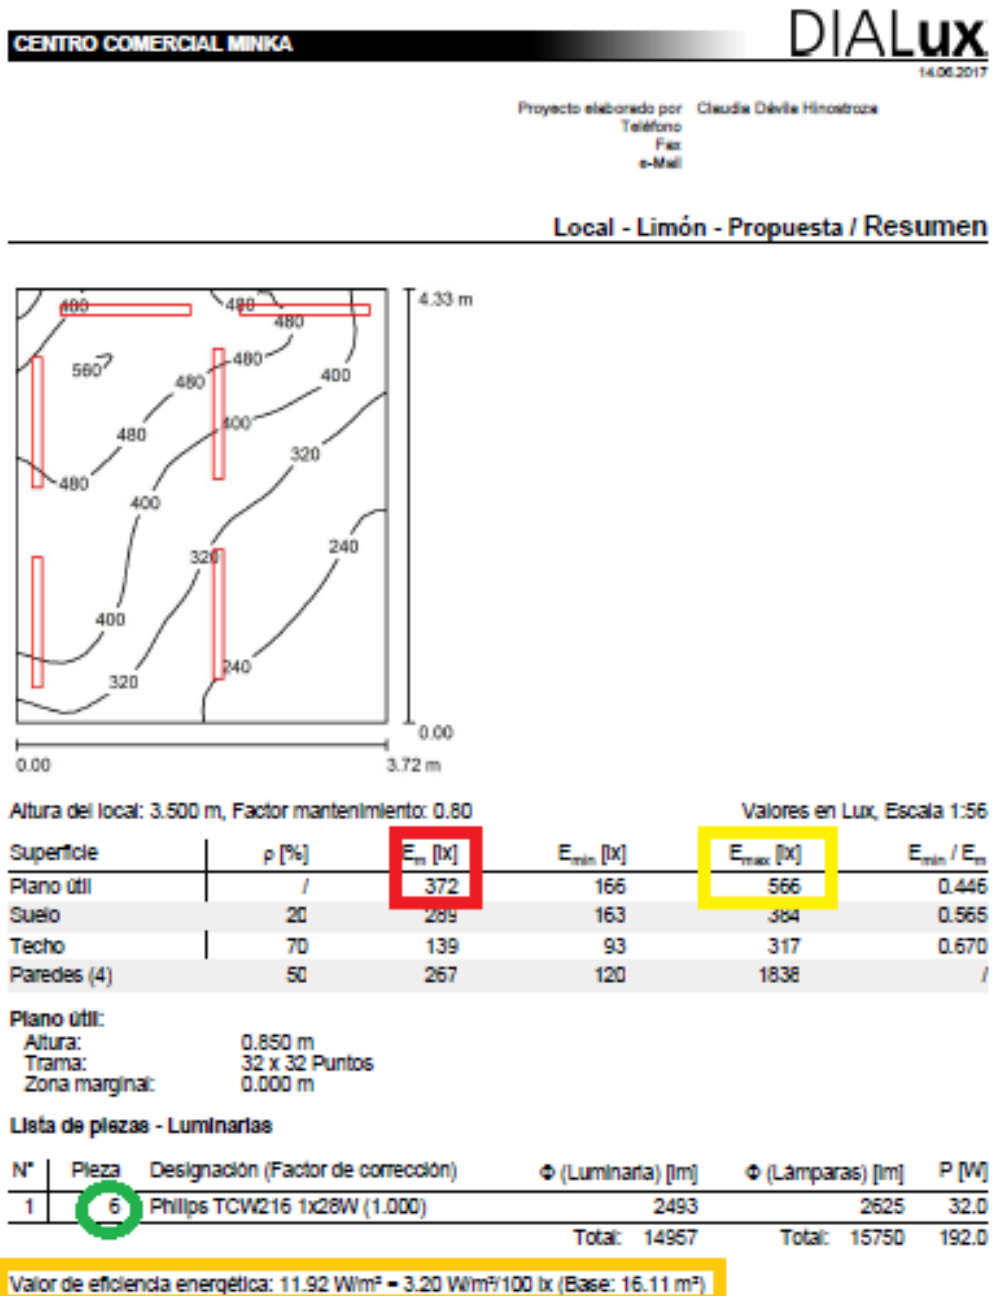 DIALux
CENTRO COMERCIAL MINKA
14.06.2017
Proyecto elaborado por Claudia Dávila Hinostroza
Teléfono
Fax
e-Mail
Local - Limón - Propuesta / Resumen
480 480 4.33 m
480
560 480
480 400
480 400
320
480
400
320 240
400
240
320
0.00
0.00 3.72 m
Altura del local: 3.500 m, Factor mantenimiento: 0.80 Valores en Lux, Escala 1:56
Superficie ρ [%] Em [lx] Emin [lx] Emax [lx] Emin / Em
Plano útil / 372 166 566 0.446
Suelo 20 289 163 384 0.565
Techo 70 139 93 317 0.670
Paredes (4) 50 267 120 1838 /
Plano útil:
Altura: 0.850 m
Trama: 32 x 32 Puntos
Zona marginal: 0.000 m
Lista de piezas - Luminarias
N° Pieza Designación (Factor de corrección) Φ (Luminaria) [lm] Φ (Lámparas) [lm] P [W]
1 6 Philips TCW216 1x28W (1.000) 2493 2625 32.0
Total: 14957 Total: 15750 192.0
Valor de eficiencia energética: 11.92 W/m² = 3.20 W/m²/100 lx (Base: 16.11 m²)